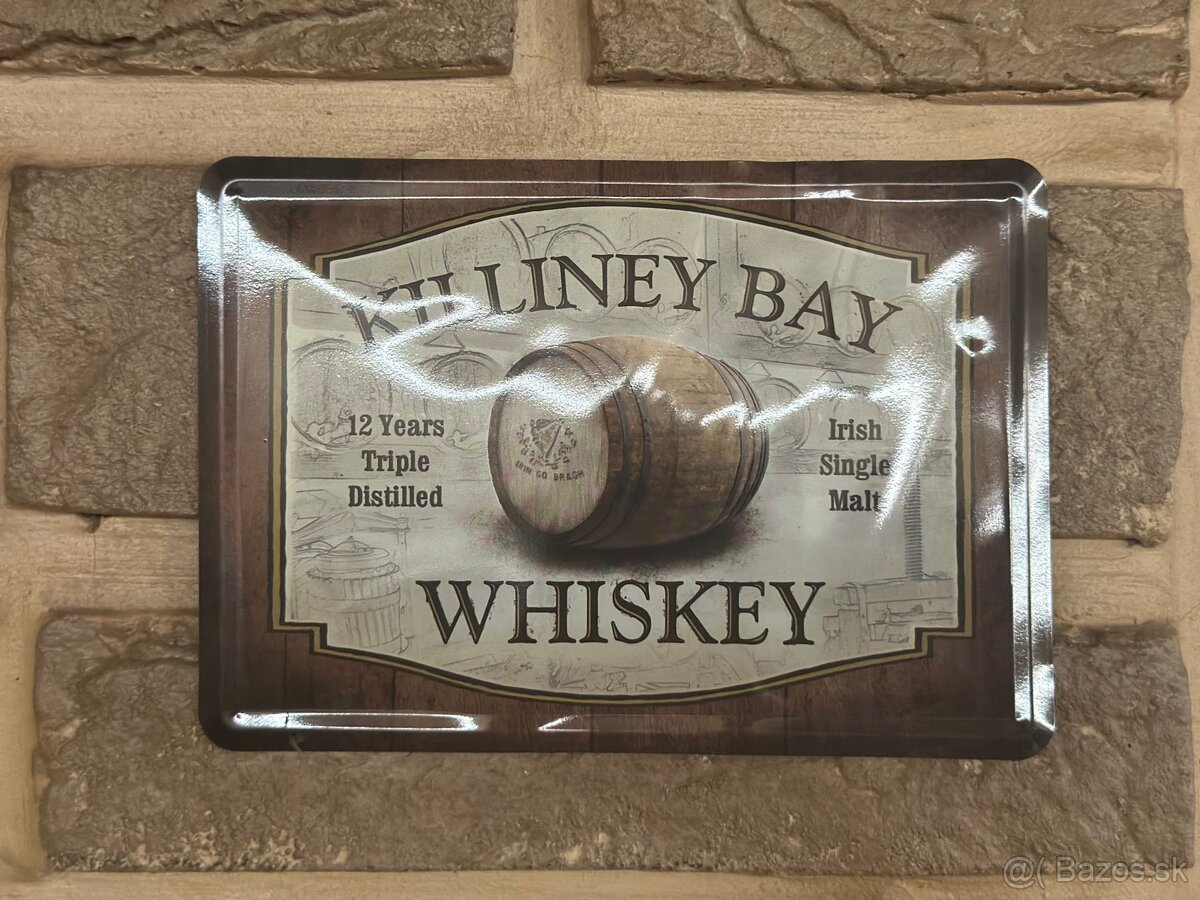 KILLINEY BAY
12 Years
Triple
Distilled
Irish
Single
Malt
ERIN GO BRAGH
WHISKEY
@( Bazos.sk